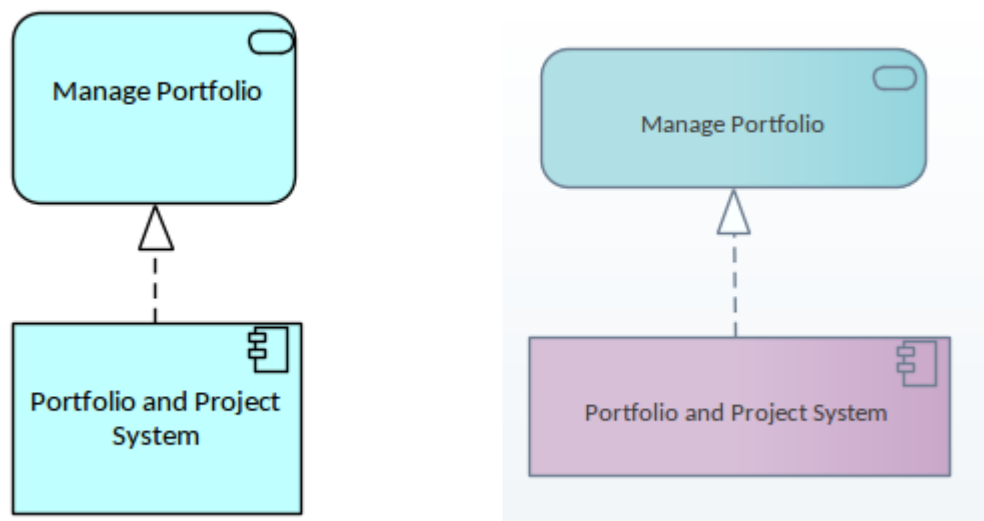 Manage Portfolio
Portfolio and Project
System
Manage Portfolio
Portfolio and Project System